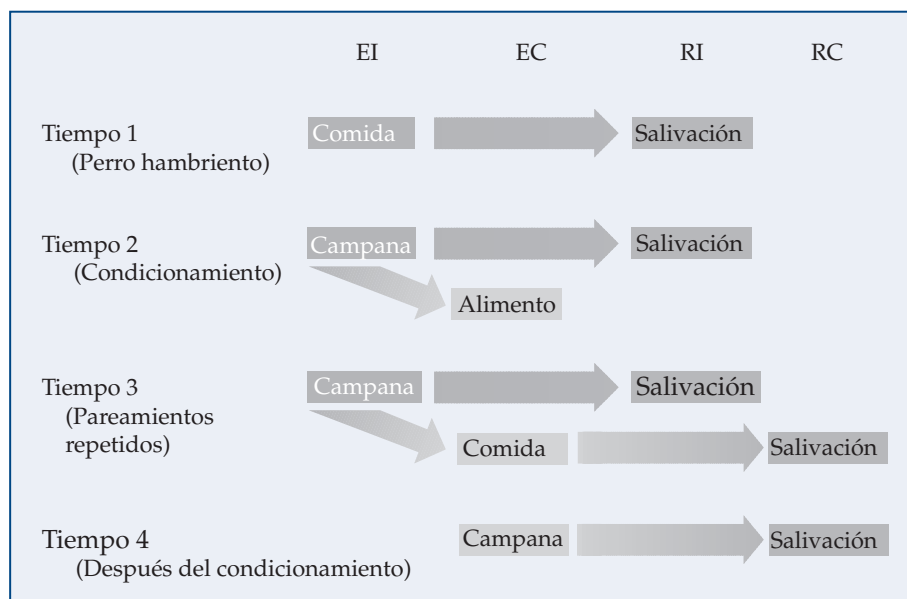 EI EC RI RC
Tiempo 1 Comida Salivación
(Perro hambriento)
Tiempo 2 Campana Salivación
(Condicionamiento)
Alimento
Tiempo 3 Campana Salivación
(Pareamientos
repetidos) Comida Salivación
Tiempo 4 Campana Salivación
(Después del condicionamiento)